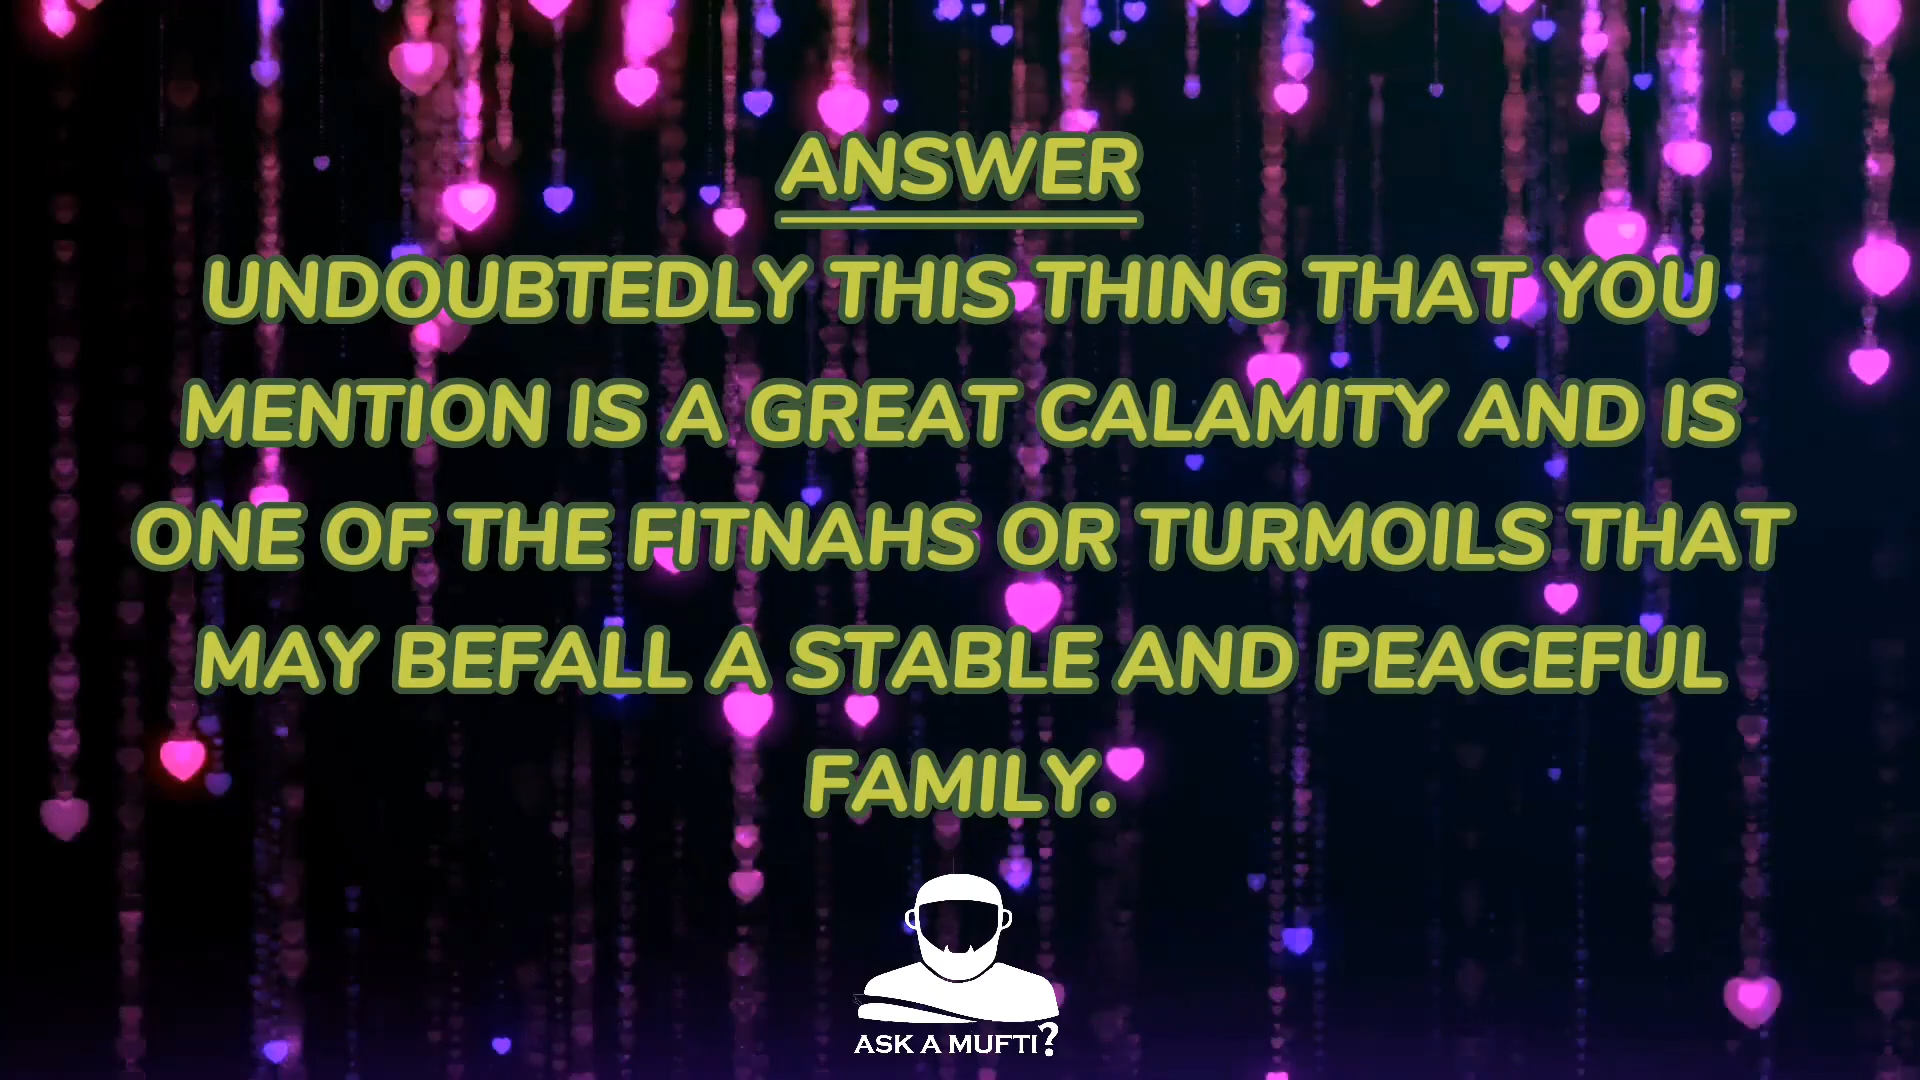 ANSWER
UNDOUBTEDLY THIS THING THAT YOU
MENTION IS A GREAT CALAMITY AND IS
ONE OF THE FITNAHS OR TURMOILS THAT
MAY BEFALL A STABLE AND PEACEFUL
FAMILY.
ASK A MUFTI?